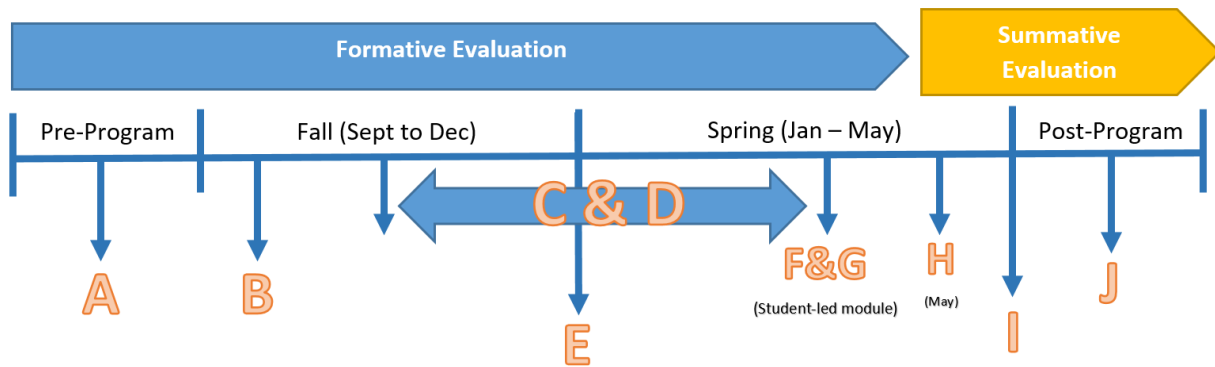 Formative Evaluation
Summative
Evaluation
Pre-Program
Fall (Sept to Dec)
Spring (Jan – May)
Post-Program
C & D
A
B
E
F&G
(Student-led module)
H
(May)
I
J